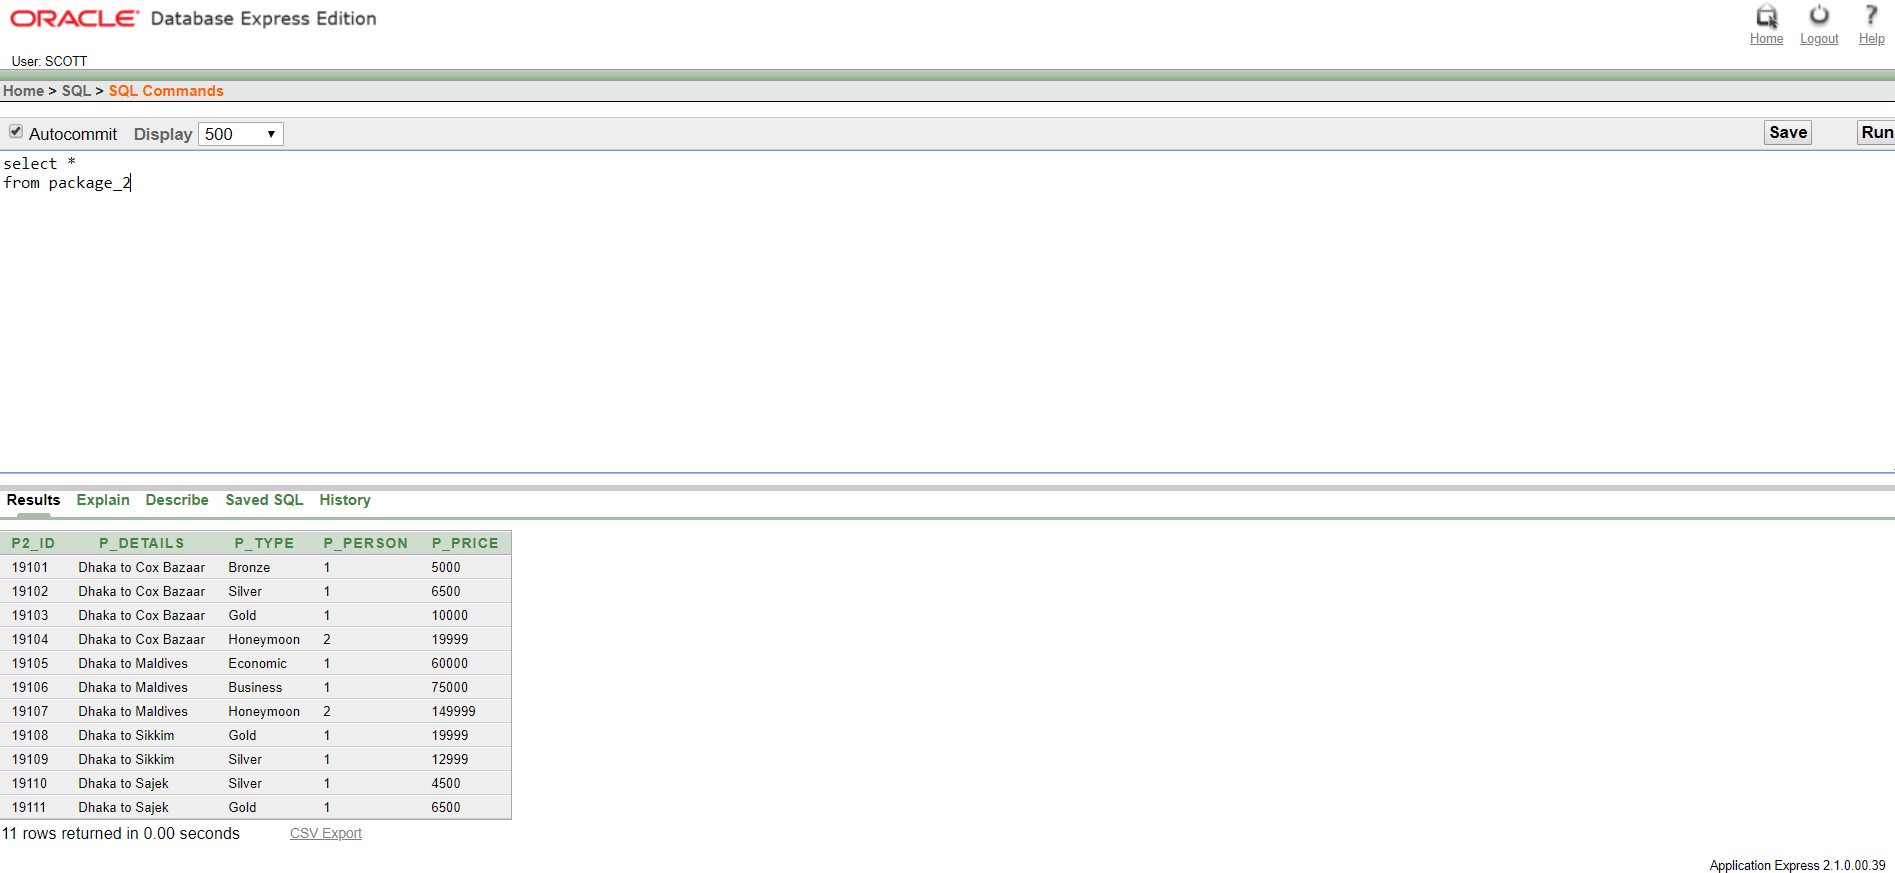 ORACLE® Database Express Edition
Home Logout Help
User: SCOTT
Home > SQL > SQL Commands
Autocommit Display 500 Save Run
select *
from package_2
Results Explain Describe Saved SQL History
P2_ID P_DETAILS P_TYPE P_PERSON P_PRICE
19101 Dhaka to Cox Bazaar Bronze 1 5000
19102 Dhaka to Cox Bazaar Silver 1 6500
19103 Dhaka to Cox Bazaar Gold 1 10000
19104 Dhaka to Cox Bazaar Honeymoon 2 19999
19105 Dhaka to Maldives Economic 1 60000
19106 Dhaka to Maldives Business 1 75000
19107 Dhaka to Maldives Honeymoon 2 149999
19108 Dhaka to Sikkim Gold 1 19999
19109 Dhaka to Sikkim Silver 1 12999
19110 Dhaka to Sajek Silver 1 4500
19111 Dhaka to Sajek Gold 1 6500
11 rows returned in 0.00 seconds CSV Export
Application Express 2.1.0.00.39